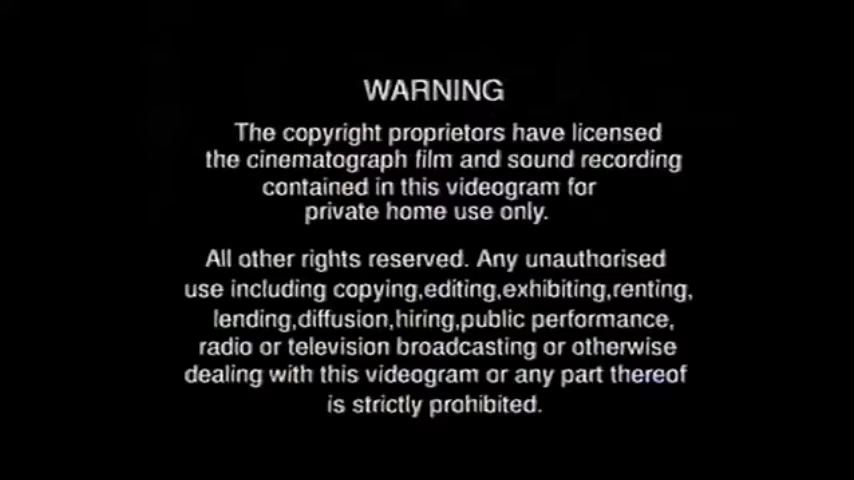 WARNING
The copyright proprietors have licensed
the cinematograph film and sound recording
contained in this videogram for
private home use only.
All other rights reserved. Any unauthorised
use including copying,editing,exhibiting,renting,
lending,diffusion,hiring,public performance,
radio or television broadcasting or otherwise
dealing with this videogram or any part thereof
is strictly prohibited.